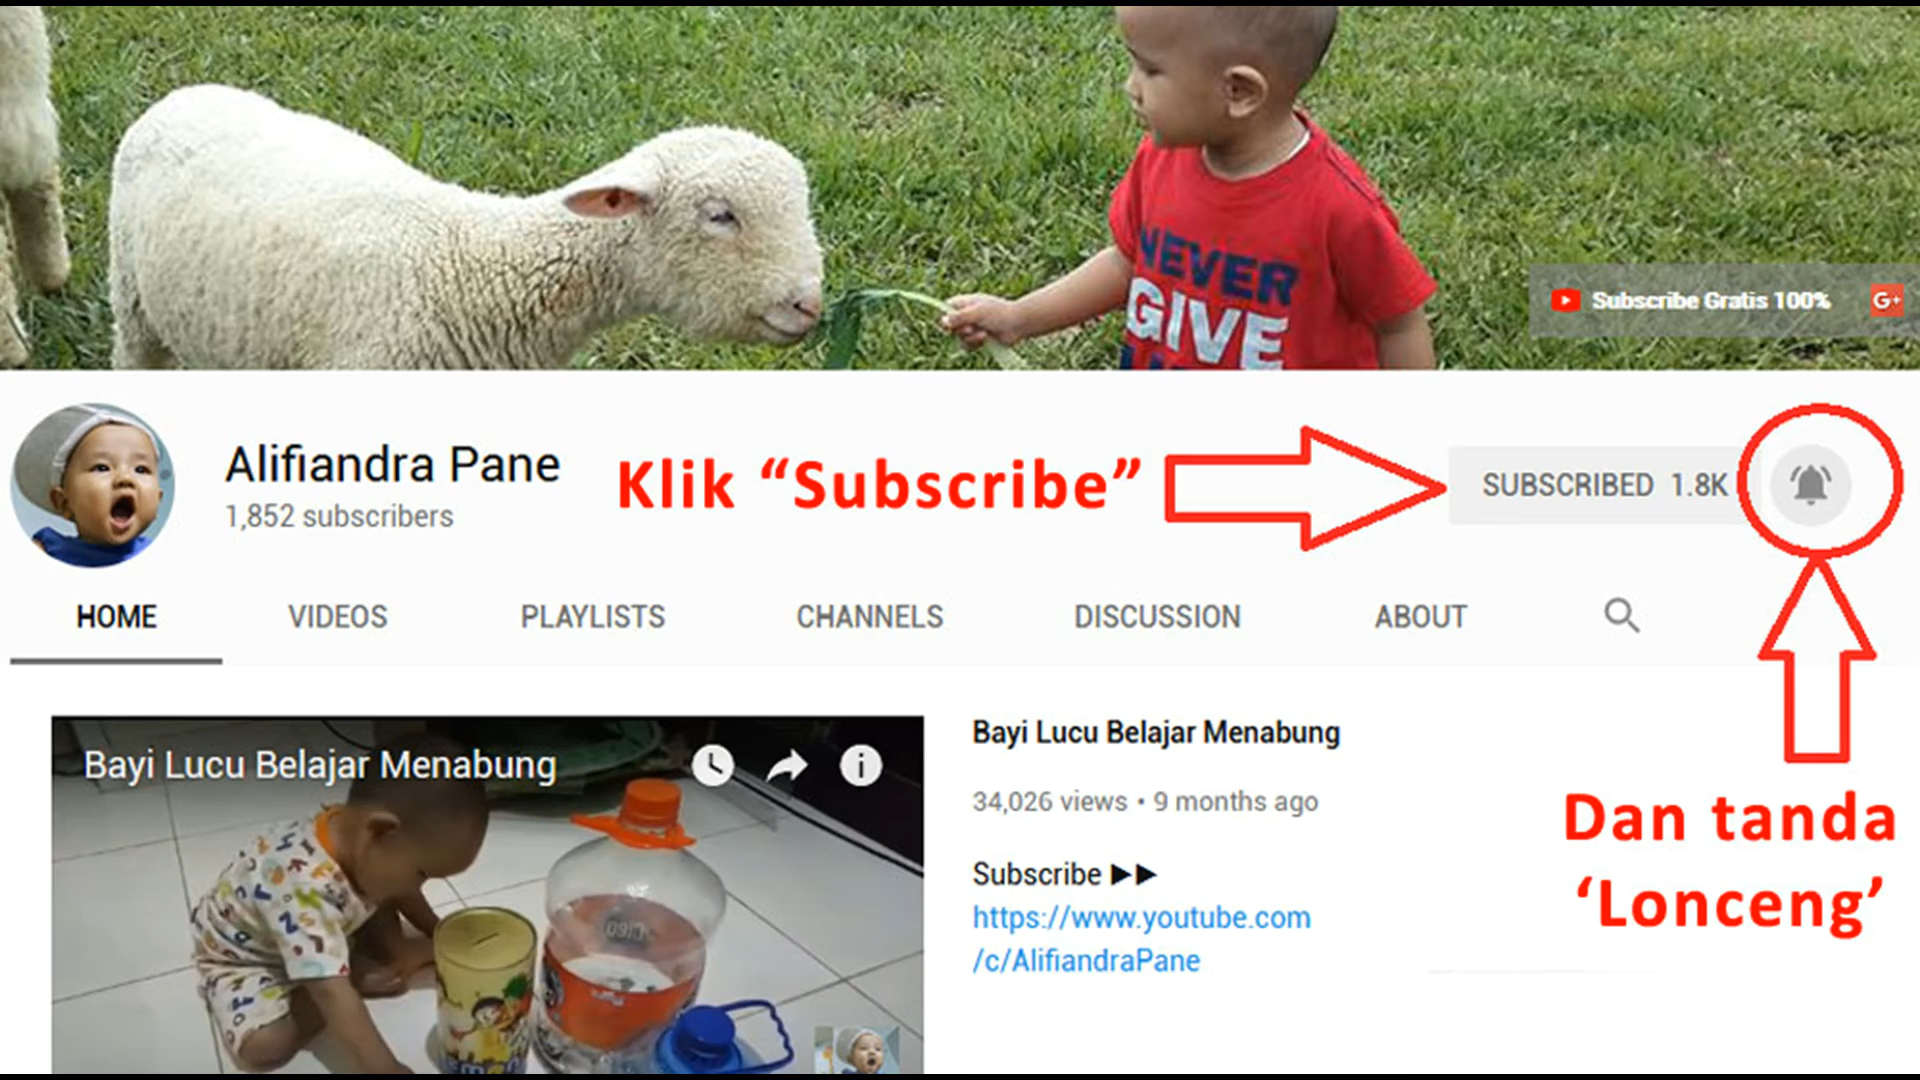 NEVER
GIVE
Subscribe Gratis 100%
G+
Alifiandra Pane
1,852 subscribers
Klik “Subscribe”
SUBSCRIBED 1.8K
HOME
VIDEOS
PLAYLISTS
CHANNELS
DISCUSSION
ABOUT
Bayi Lucu Belajar Menabung
Bayi Lucu Belajar Menabung
34,026 views • 9 months ago
Subscribe ▶▶
https://www.youtube.com
/c/AlifiandraPane
Dan tanda
‘Lonceng’